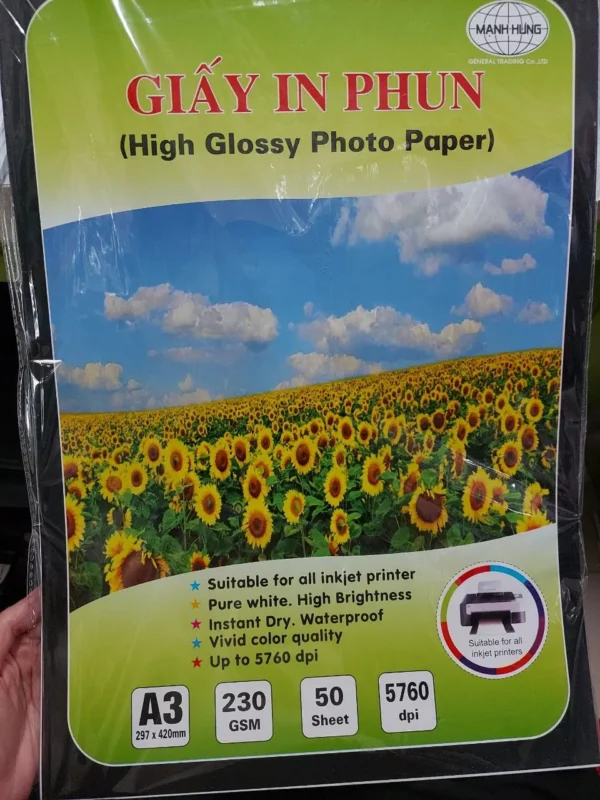 MẠNH HÙNG
GENERAL TRADING Co.,LTD
GIẤY IN PHUN
(High Glossy Photo Paper)
Suitable for all inkjet printer
Pure white. High Brightness
Instant Dry. Waterproof
Vivid color quality
Up to 5760 dpi
Suitable for all
inkjet printers
A3
297 x 420mm
230
GSM
50
Sheet
5760
dpi